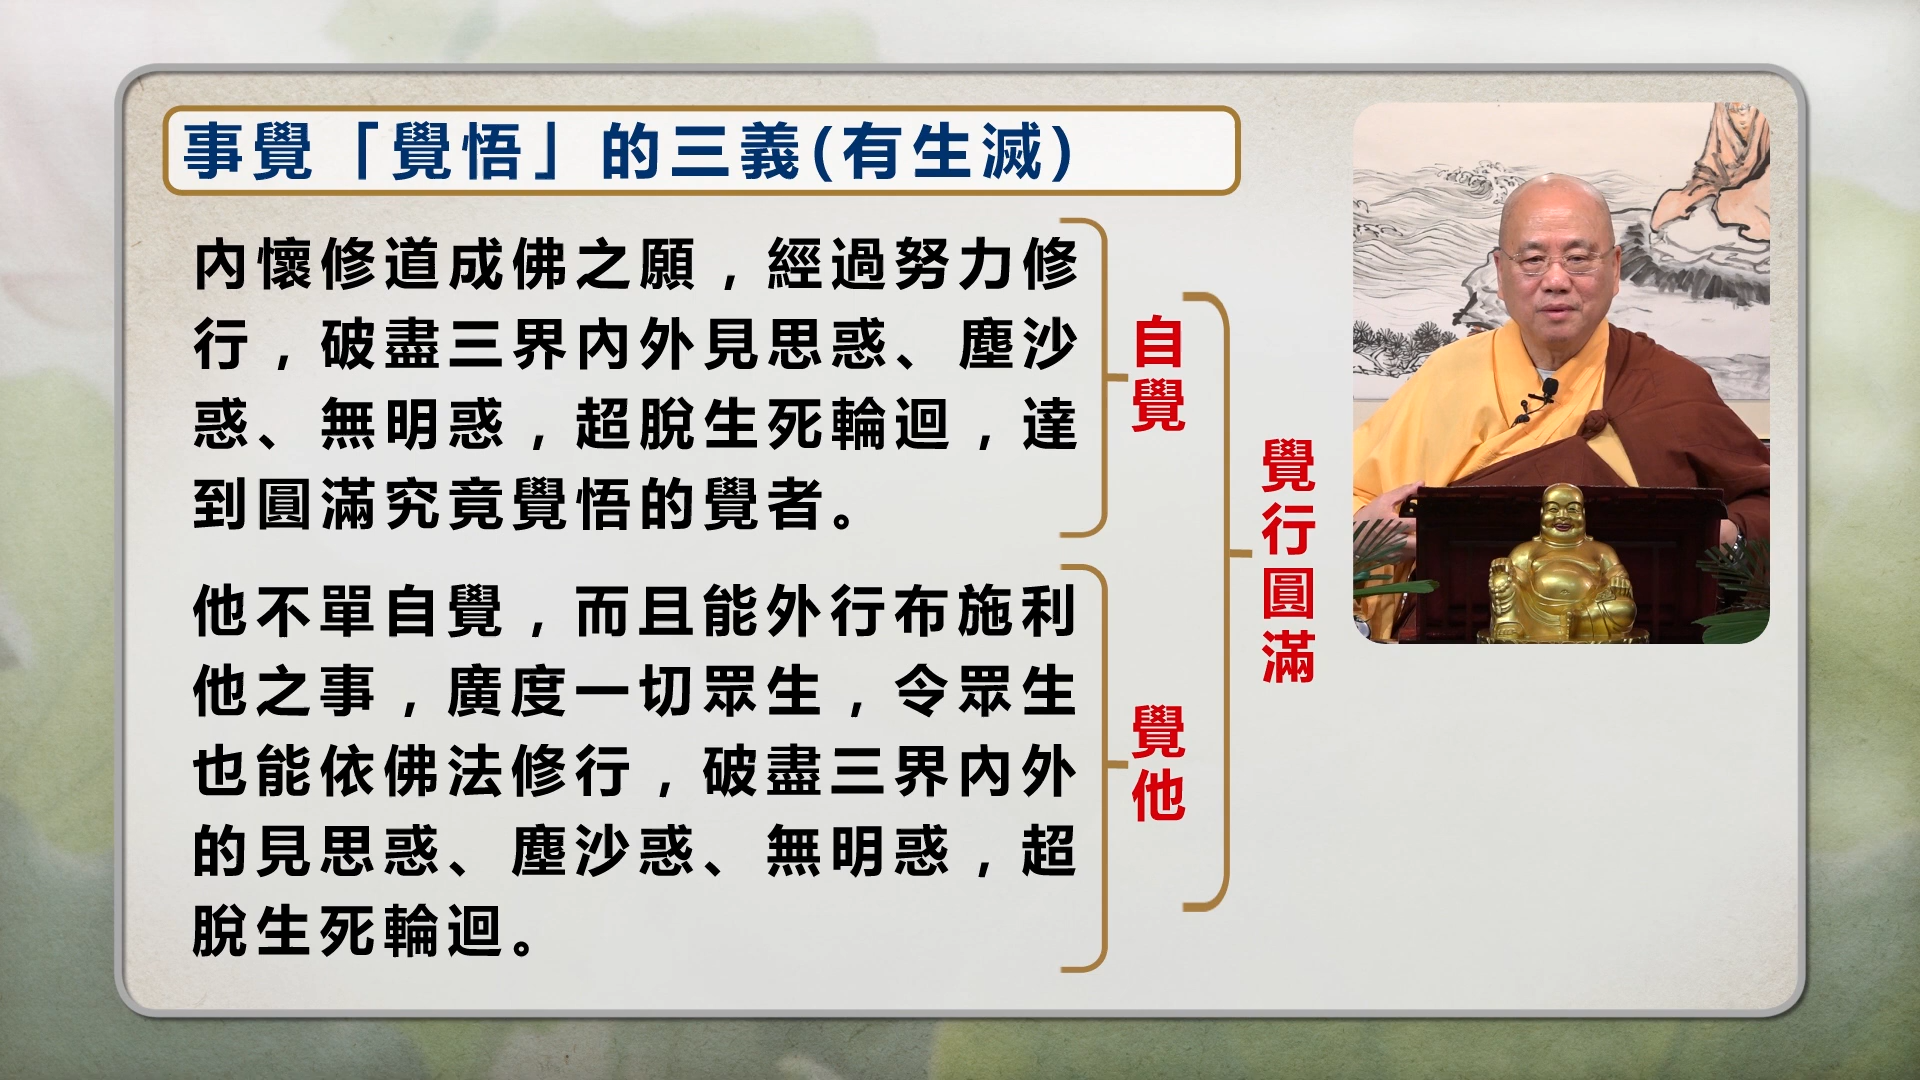 事覺「覺悟」的三義(有生滅)
內懷修道成佛之願，經過努力修
行，破盡三界內外見思惑、塵沙
惑、無明惑，超脫生死輪迴，達
到圓滿究竟覺悟的覺者。
自覺
他不單自覺，而且能外行布施利
他之事，廣度一切眾生，令眾生
也能依佛法修行，破盡三界內外
的見思惑、塵沙惑、無明惑，超
脫生死輪迴。
覺他
覺行圓滿